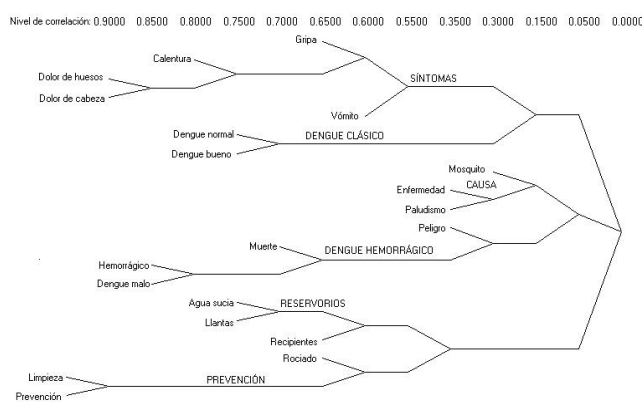 Nivel de correlación: 0.9000 0.8500 0.8000 0.7500 0.7000 0.6500 0.6000 0.5500 0.3500 0.3000 0.1500 0.0500 0.0000
Gripa
Calentura
Dolor de huesos
SÍNTOMAS
Dolor de cabeza
Vómito
Dengue normal
DENGUE CLÁSICO
Dengue bueno
Mosquito
CAUSA
Enfermedad
Paludismo
Peligro
Muerte
DENGUE HEMORRÁGICO
Hemorrágico
Dengue malo
Agua sucia
RESERVORIOS
Llantas
Recipientes
Rociado
Limpieza
PREVENCIÓN
Prevención